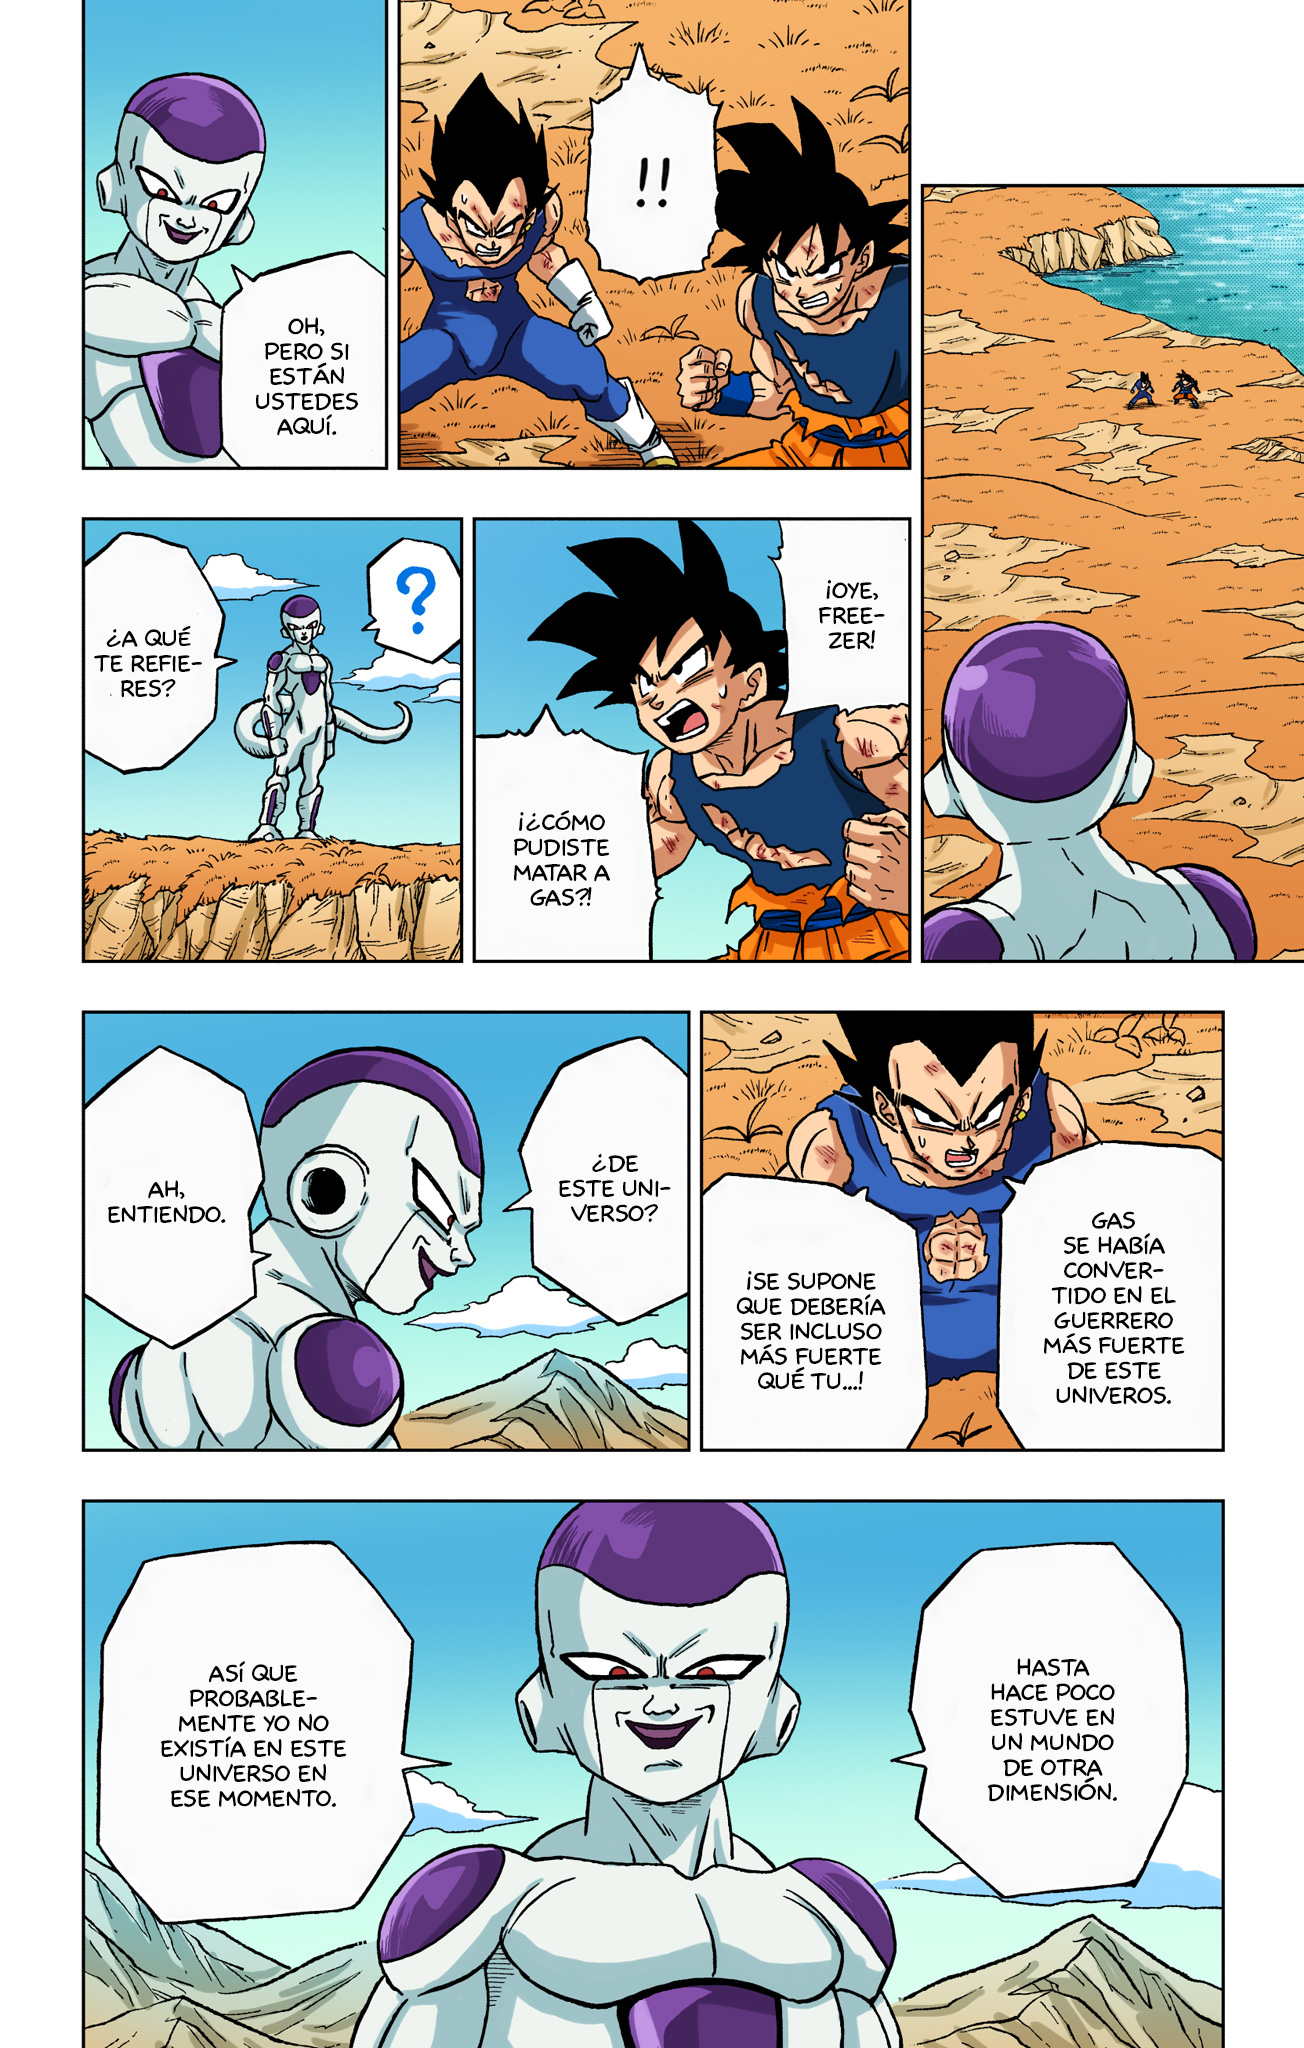 !!
OH,
PERO SI
ESTÁN
USTEDES
AQUÍ.
¡OYE,
FREE-
ZER!
¡¿CÓMO
PUDISTE
MATAR A
GAS?!
?
¿A QUÉ
TE REFIE-
RES?
GAS
SE HABÍA
CONVER-
TIDO EN EL
GUERRERO
MÁS FUERTE
DE ESTE
UNIVEROS.
¡SE SUPONE
QUE DEBERÍA
SER INCLUSO
MÁS FUERTE
QUÉ TU...!
¿DE
ESTE UNI-
VERSO?
AH,
ENTIENDO.
HASTA
HACE POCO
ESTUVE EN
UN MUNDO
DE OTRA
DIMENSIÓN.
ASÍ QUE
PROBABLE-
MENTE YO NO
EXISTÍA EN ESTE
UNIVERSO EN
ESE MOMENTO.